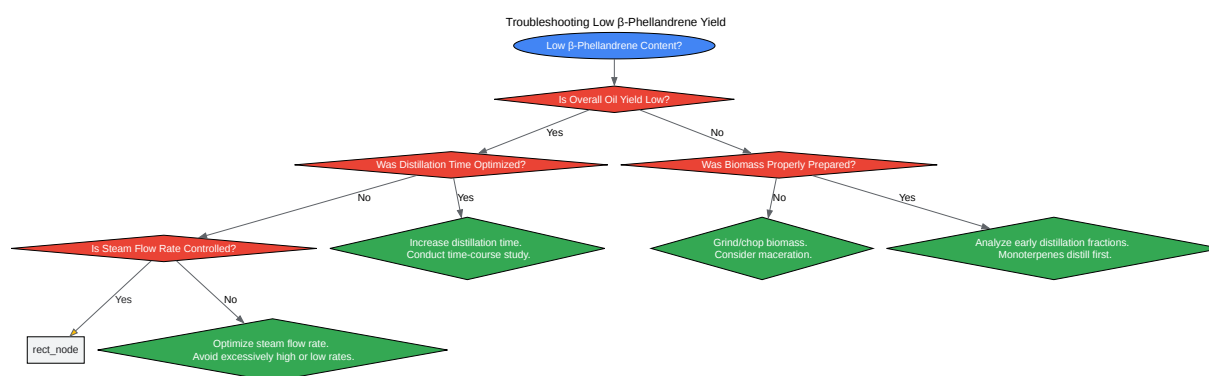 Troubleshooting Low β-Phellandrene Yield
Low β-Phellandrene Content?
Is Overall Oil Yield Low?
Yes
No
Was Distillation Time Optimized?
Was Biomass Properly Prepared?
No
Yes
No
Yes
Is Steam Flow Rate Controlled?
Increase distillation time.
Conduct time-course study.
Grind/chop biomass.
Consider maceration.
Analyze early distillation fractions.
Monoterpenes distill first.
Yes
No
rect_node
Optimize steam flow rate.
Avoid excessively high or low rates.